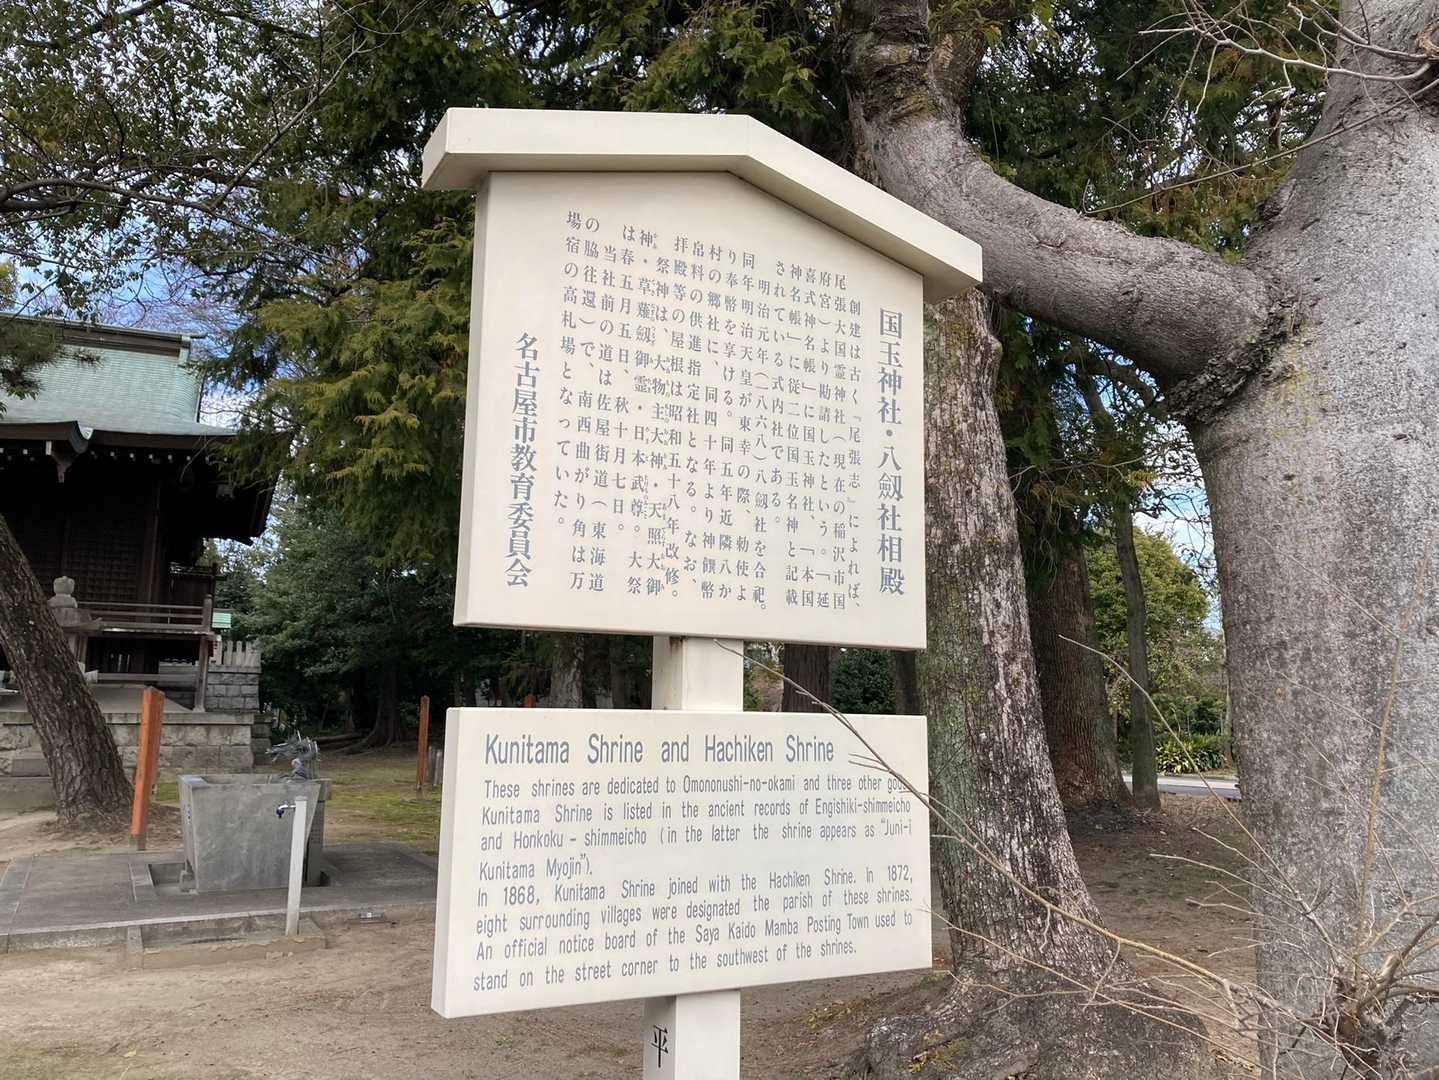 国玉神社・八劔社相殿
創建は古く『尾張志』によれば、
尾張大国霊神社(現在の稲沢市国
府宮)より勘請したという。「延
喜式神名帳」に国玉神社、「本国
神名帳」に従二位国玉名神と記載
されている式内社である。
明治元年(一八六八)八劔社を合祀。
同年明治天皇が東幸の際、勅使よ
り奉幣を享ける。同五年近隣八か
村の郷社に、同四十年より神饌幣
帛料の供進指定社となる。なお、
拝殿等の屋根は昭和五十八年改修。
祭神は、大物主大神・天照大御
神・草薙劔御霊・日本武尊。大祭
は春五月五日、秋十月七日。
当社前の道は佐屋街道(東海道
の脇往還)で、南西曲がり角は万
場宿の高札場となっていた。
名古屋市教育委員会
Kunitama Shrine and Hachiken Shrine
These shrines are dedicated to Omononushi-no-okami and three other gods.
Kunitama Shrine is listed in the ancient records of Engishiki-shimmeicho
and Honkoku-shimmeicho (in the latter the shrine appears as "Juni-i
Kunitama Myojin").
In 1868, Kunitama Shrine joined with the Hachiken Shrine. In 1872,
eight surrounding villages were designated the parish of these shrines.
An official notice board of the Saya Kaido Mamba Posting Town used to
stand on the street corner to the southwest of the shrines.
平